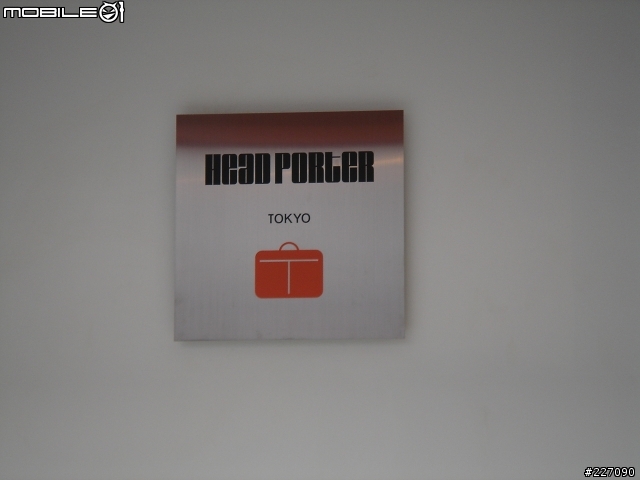 MOBILE01
HEAD PORTER
TOKYO
#227090